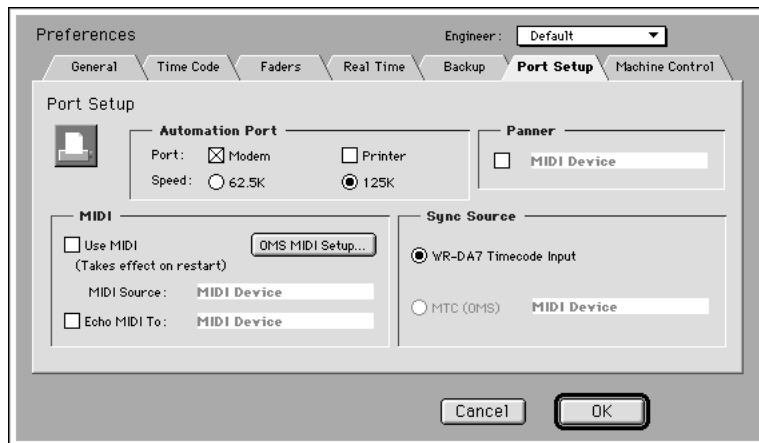 Preferences
Engineer: Default
General Time Code Faders Real Time Backup Port Setup Machine Control
Port Setup
Automation Port
Port: Modem Printer
Speed: 62.5K 125K
Panner
MIDI Device
MIDI
Use MIDI OMS MIDI Setup...
(Takes effect on restart)
MIDI Source: MIDI Device
Echo MIDI To: MIDI Device
Sync Source
WR-DA7 Timecode Input
MTC (OMS) MIDI Device
Cancel OK